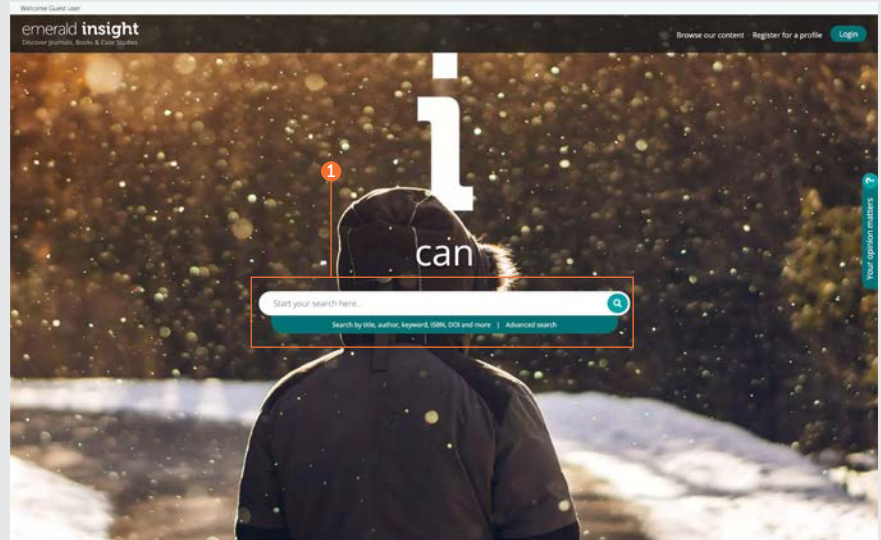 Welcome Guest user
emerald insight
Discover Journals, Books & Case Studies
Browse our content
Register for a profile
Login
i
1
can
Start your search here...
Search by title, author, keyword, ISBN, DOI and more | Advanced search
Your opinion matters ?